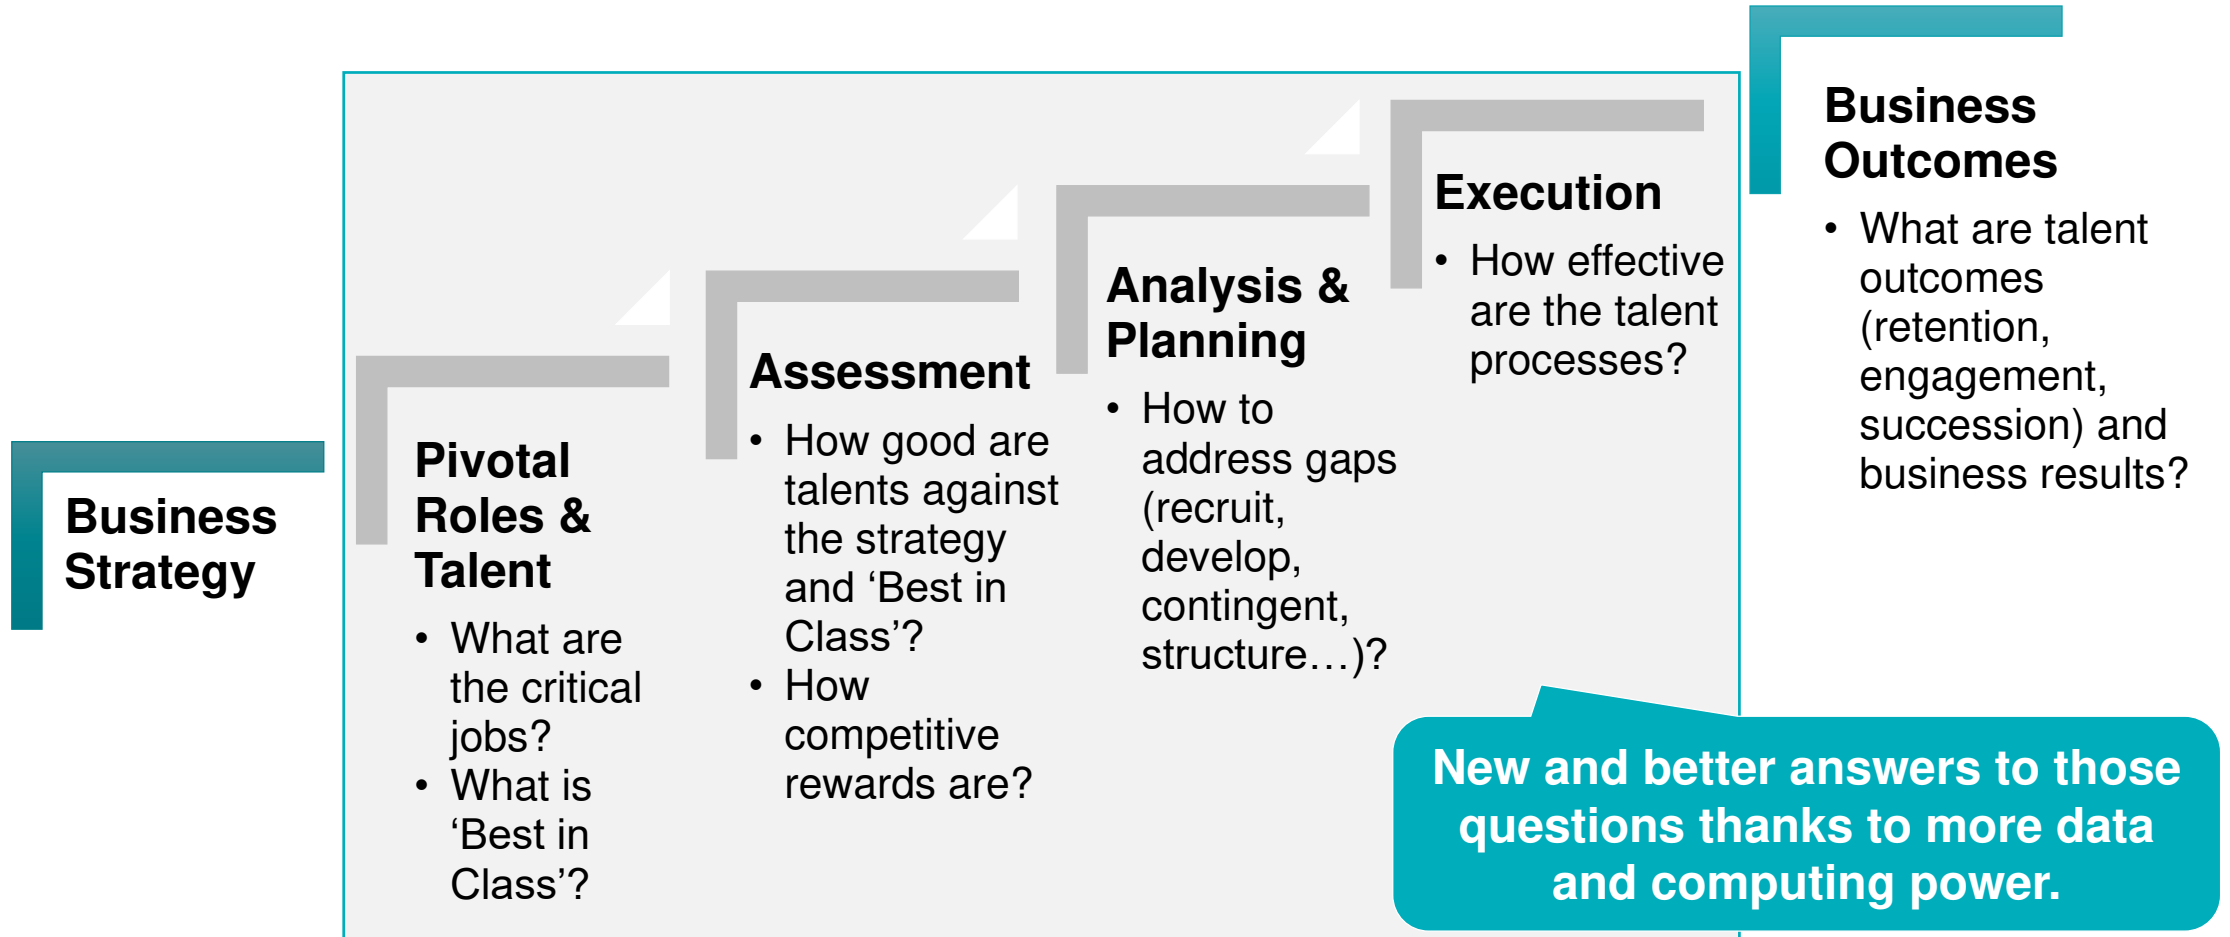 Business
Strategy
Pivotal
Roles &
Talent
• What are
the critical
jobs?
• What is
‘Best in
Class’?
Assessment
• How good are
talents against
the strategy
and ‘Best in
Class’?
• How
competitive
rewards are?
Analysis &
Planning
• How to
address gaps
(recruit,
develop,
contingent,
structure…)?
Execution
• How effective
are the talent
processes?
Business
Outcomes
• What are talent
outcomes
(retention,
engagement,
succession) and
business results?
New and better answers to those
questions thanks to more data
and computing power.